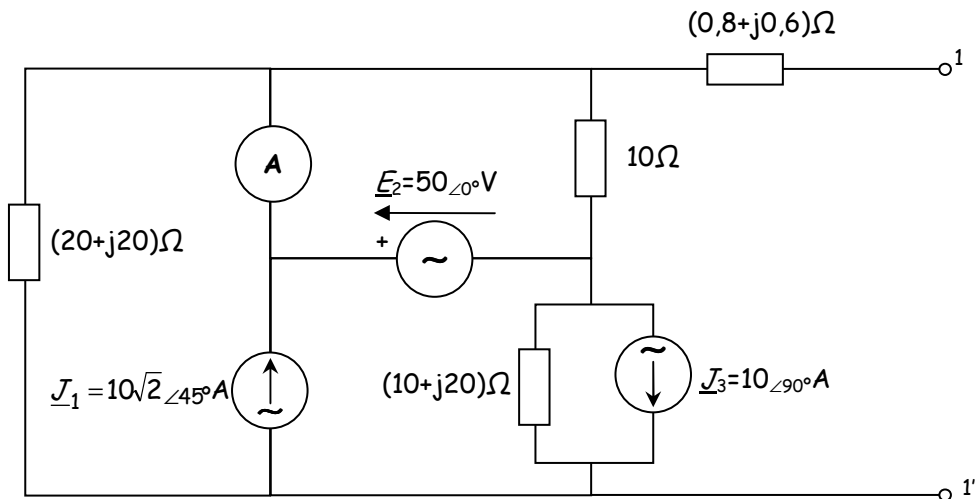 (0,8+j0,6)Ω
1
A
10Ω
E₂=50∠0°V
+
~
(20+j20)Ω
~
J₁ = 10√2∠45°A
~
(10+j20)Ω
J₃=10∠90°A
1'